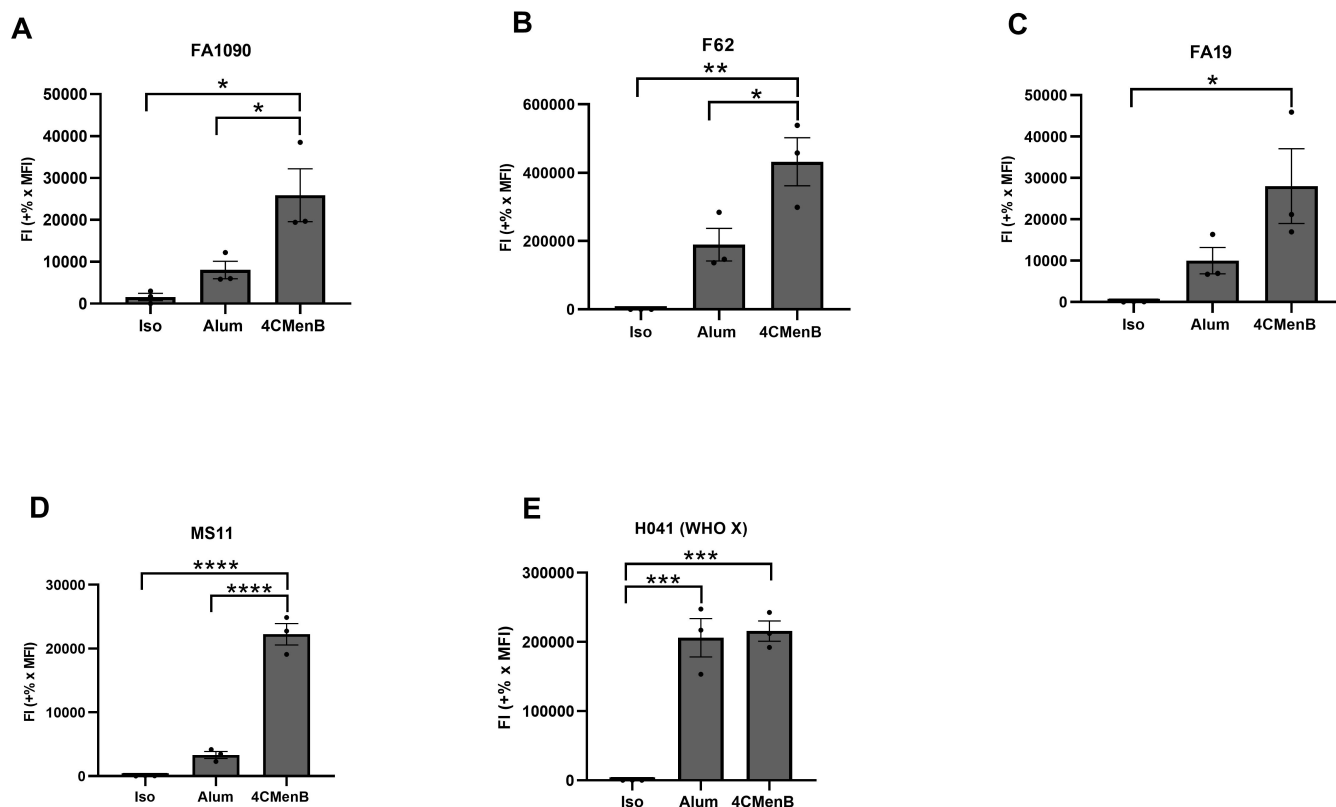 A
FA1090
*
*
FI (+% x MFI)
50000
40000
30000
20000
10000
0
Iso Alum 4CMenB
B
F62
**
*
FI (+% x MFI)
600000
400000
200000
0
Iso Alum 4CMenB
C
FA19
*
FI (+% x MFI)
50000
40000
30000
20000
10000
0
Iso Alum 4CMenB
D
MS11
****
****
FI (+% x MFI)
30000
20000
10000
0
Iso Alum 4CMenB
E
H041 (WHO X)
***
***
FI (+% x MFI)
300000
200000
100000
0
Iso Alum 4CMenB